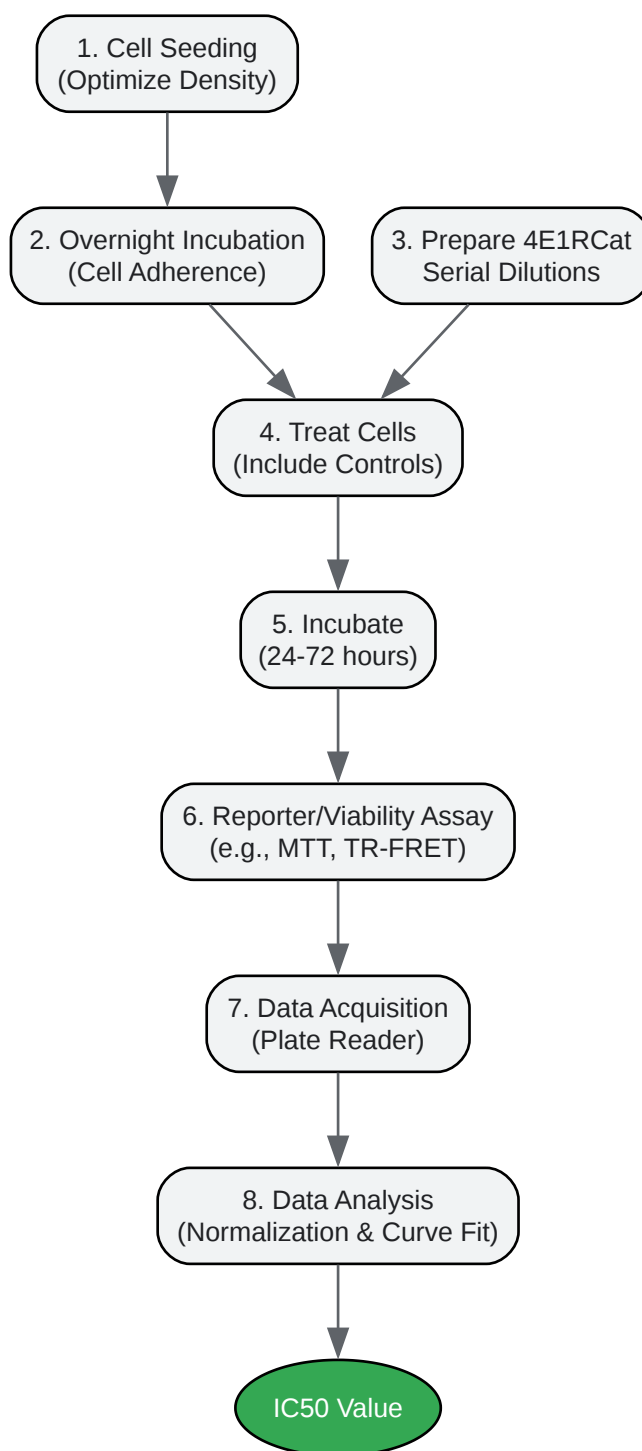 1. Cell Seeding
(Optimize Density)
2. Overnight Incubation
(Cell Adherence)
3. Prepare 4E1RCat
Serial Dilutions
4. Treat Cells
(Include Controls)
5. Incubate
(24-72 hours)
6. Reporter/Viability Assay
(e.g., MTT, TR-FRET)
7. Data Acquisition
(Plate Reader)
8. Data Analysis
(Normalization & Curve Fit)
IC50 Value